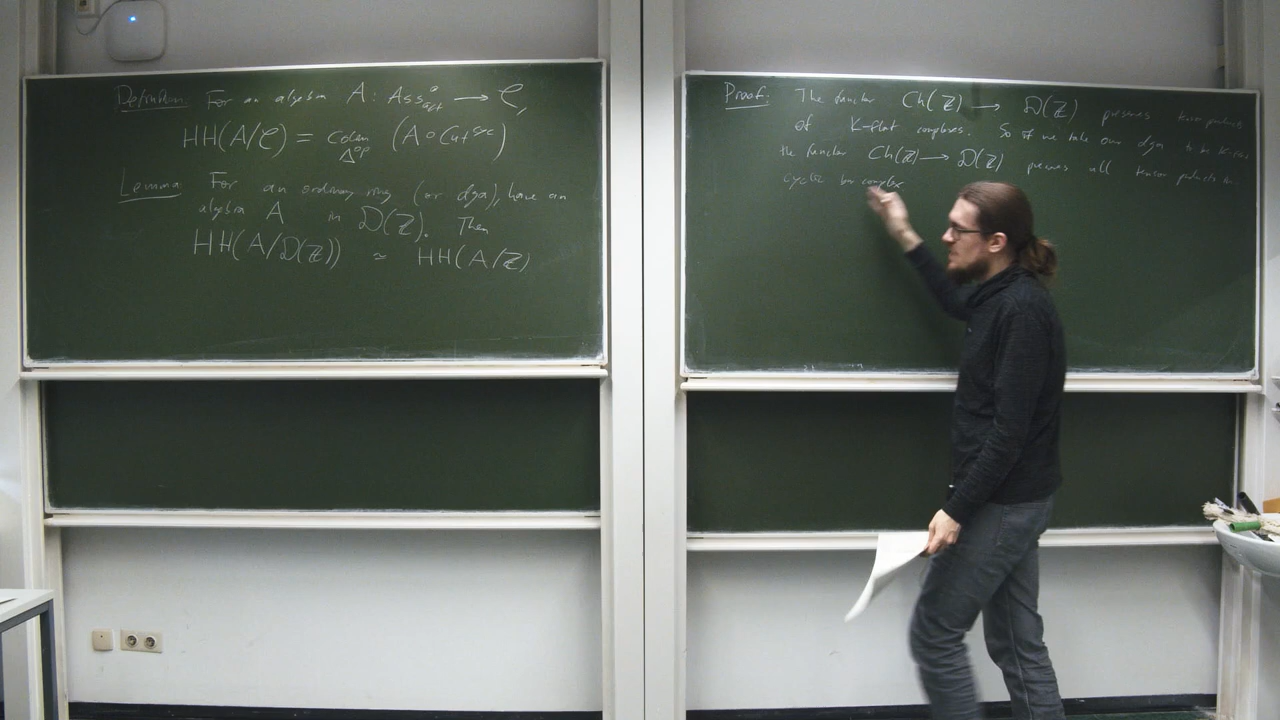 Definition: For an algebra A : Ass^⊗_act → C,
HH(A/C) = colim_{Δ^op} (A ∘ Cut^sc)
Lemma: For an ordinary ring (or dga), have an
algebra A in D(ℤ). Then
HH(A/D(ℤ)) ≃ HH(A/ℤ)
Proof: The functor Ch(ℤ) → D(ℤ) preserves tensor products
of K-flat complexes. So if we take our dga to be K-flat,
the functor Ch(ℤ) → D(ℤ) preserves all tensor products in
cyclic bar complex